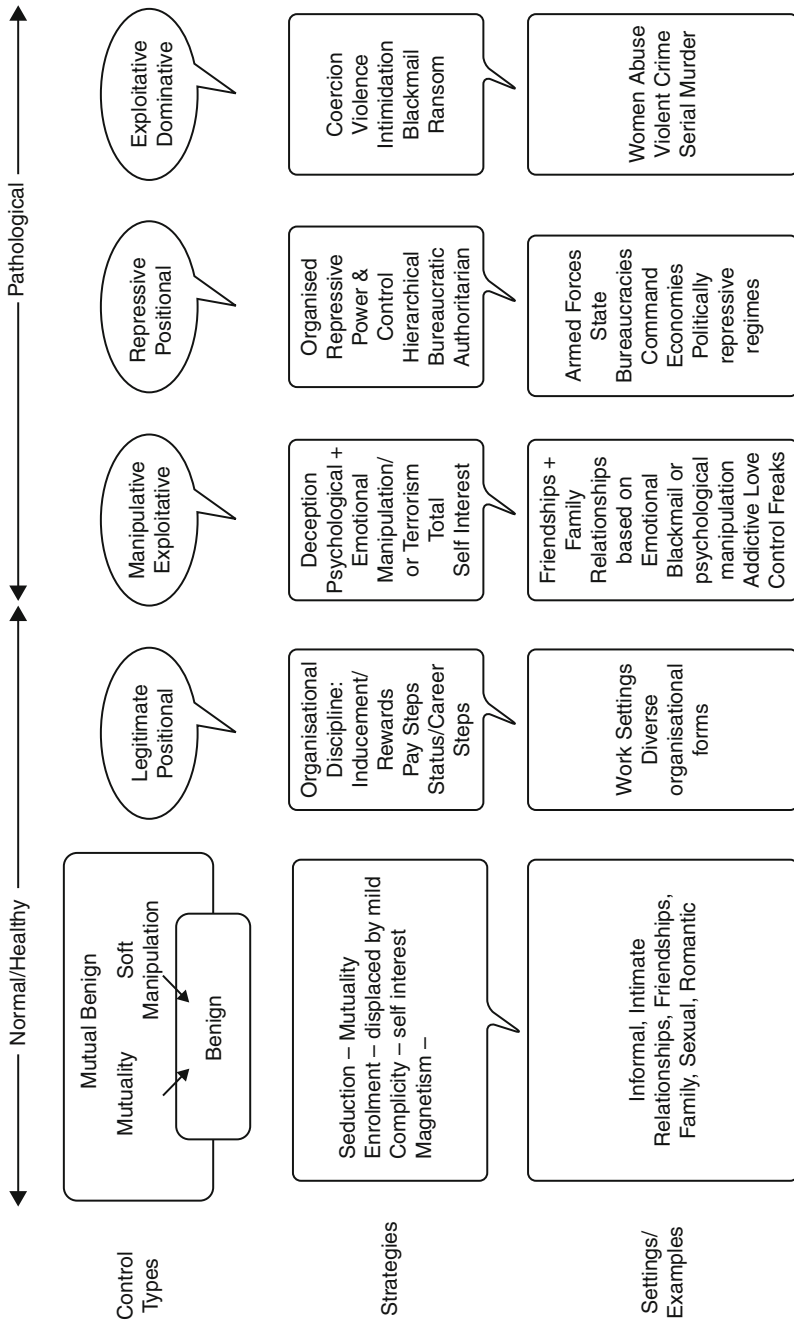 Normal/Healthy
Pathological
Control
Types
Mutual Benign
Mutuality
Soft
Manipulation
Benign
Legitimate
Positional
Manipulative
Exploitative
Repressive
Positional
Exploitative
Dominative
Strategies
Seduction – Mutuality
Enrolment – displaced by mild
Complicity – self interest
Magnetism –
Organisational
Discipline:
Inducement/
Rewards
Pay Steps
Status/Career
Steps
Deception
Psychological +
Emotional
Manipulation/
or Terrorism
Total
Self Interest
Organised
Repressive
Power &
Control
Hierarchical
Bureaucratic
Authoritarian
Coercion
Violence
Intimidation
Blackmail
Ransom
Settings/
Examples
Informal, Intimate
Relationships, Friendships,
Family, Sexual, Romantic
Work Settings
Diverse
organisational
forms
Friendships +
Family
Relationships
based on
Emotional
Blackmail or
psychological
manipulation
Addictive Love
Control Freaks
Armed Forces
State
Bureaucracies
Command
Economies
Politically
repressive
regimes
Women Abuse
Violent Crime
Serial Murder